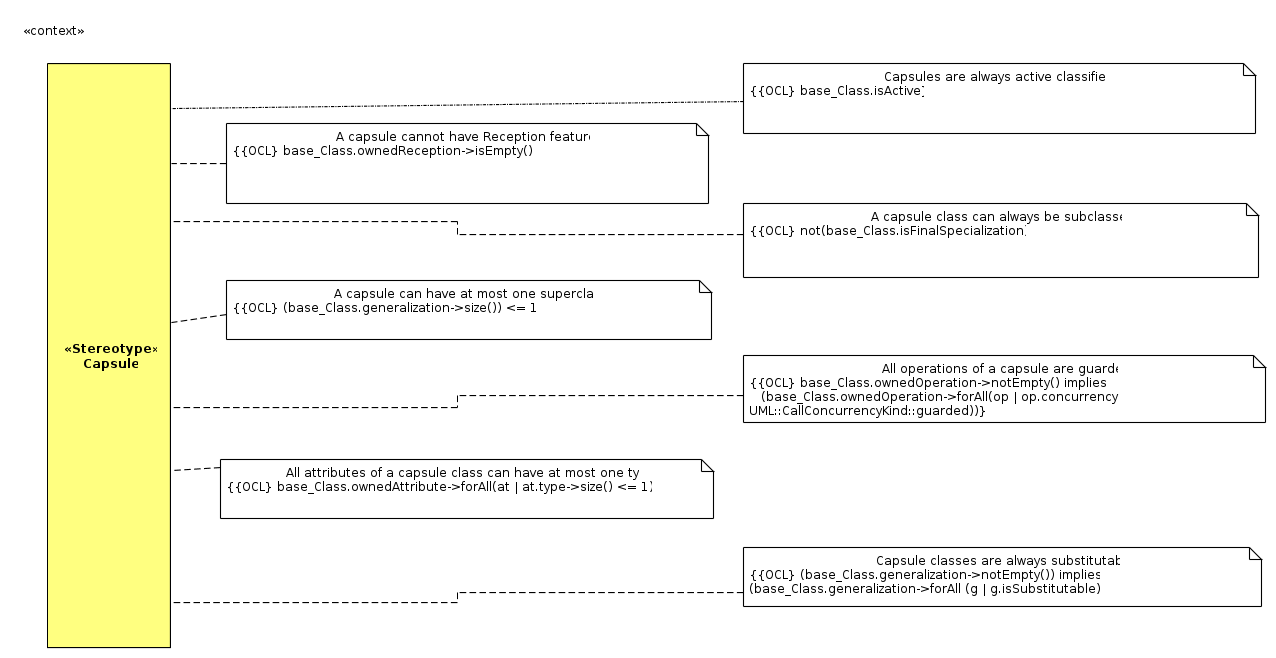 «context»
Capsules are always active classifie
{{OCL} base_Class.isActive}
A capsule cannot have Reception featur
{{OCL} base_Class.ownedReception->isEmpty()
A capsule class can always be subclasse
{{OCL} not(base_Class.isFinalSpecialization)
A capsule can have at most one supercla
{{OCL} (base_Class.generalization->size()) <= 1
«Stereotype»
Capsule
All operations of a capsule are guarde
{{OCL} base_Class.ownedOperation->notEmpty() implies
(base_Class.ownedOperation->forAll(op | op.concurrency
UML::CallConcurrencyKind::guarded))}
All attributes of a capsule class can have at most one ty
{{OCL} base_Class.ownedAttribute->forAll(at | at.type->size() <= 1)
Capsule classes are always substitutab
{{OCL} (base_Class.generalization->notEmpty()) implies
(base_Class.generalization->forAll (g | g.isSubstitutable)